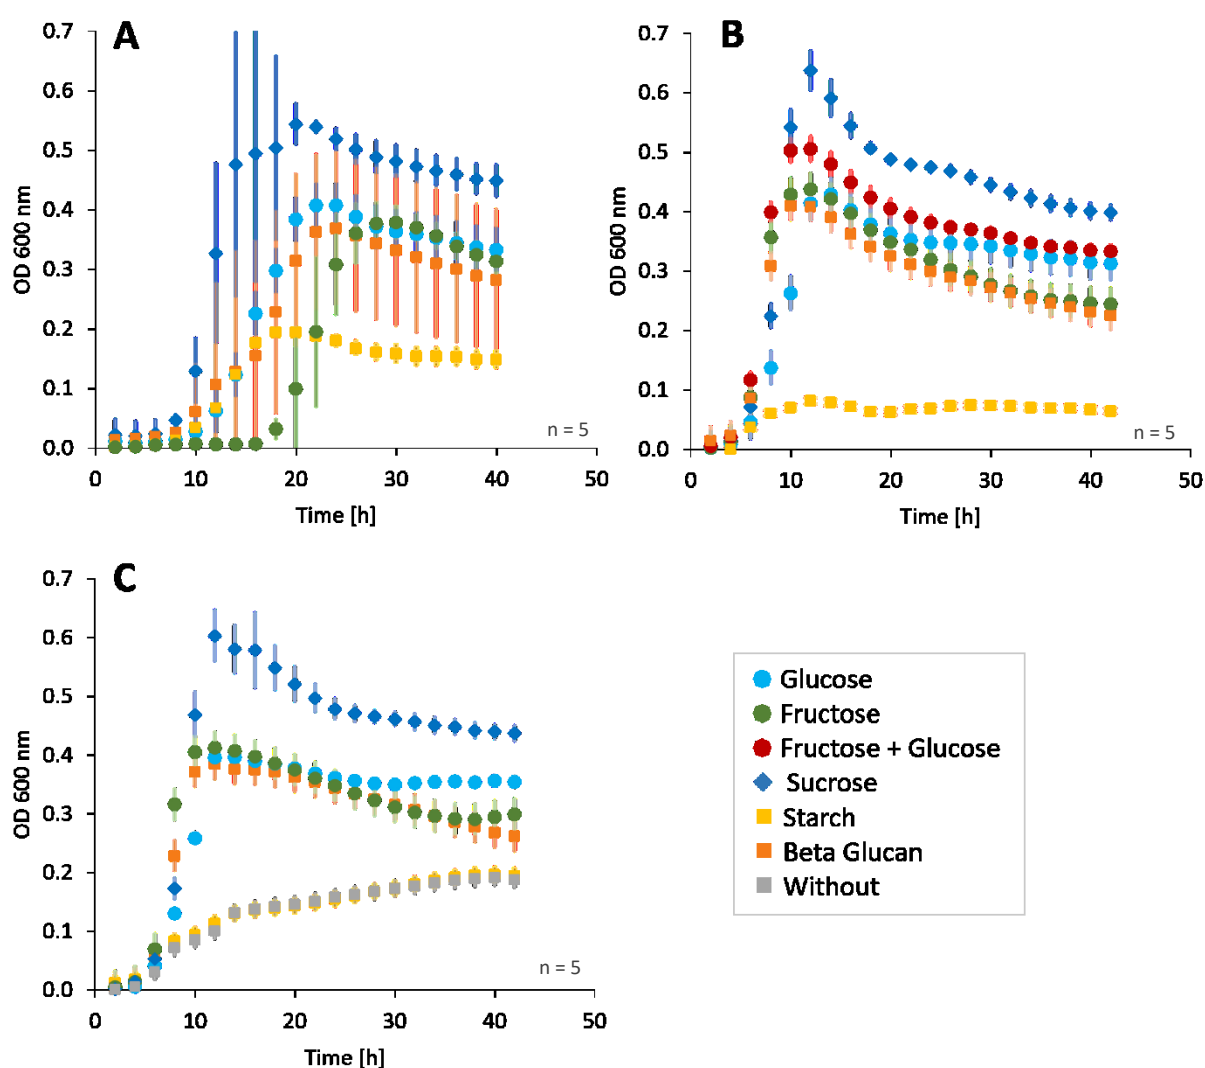 A
0.7
0.6
0.5
0.4
0.3
0.2
0.1
0.0
OD 600 nm
n = 5
0 10 20 30 40 50
Time [h]
B
0.7
0.6
0.5
0.4
0.3
0.2
0.1
0.0
OD 600 nm
n = 5
0 10 20 30 40 50
Time [h]
C
0.7
0.6
0.5
0.4
0.3
0.2
0.1
0.0
OD 600 nm
n = 5
0 10 20 30 40 50
Time [h]
Glucose
Fructose
Fructose + Glucose
Sucrose
Starch
Beta Glucan
Without